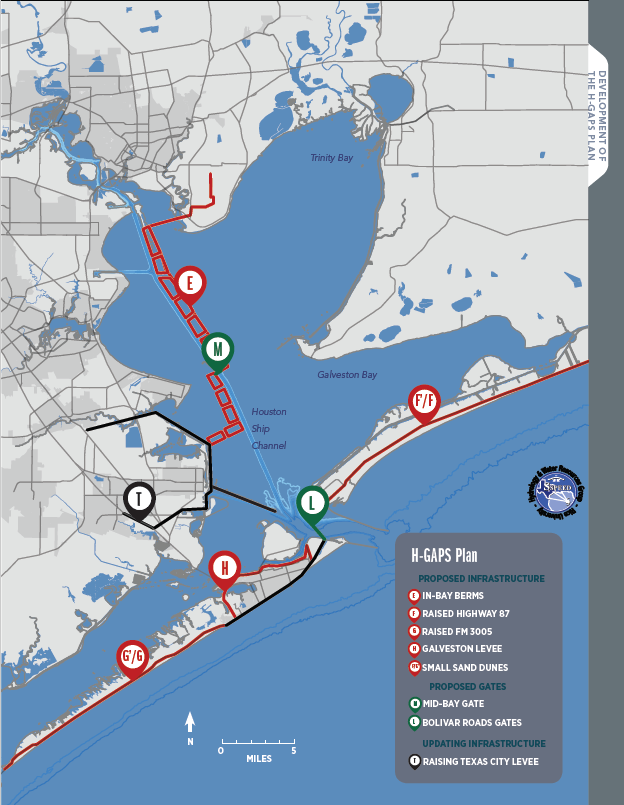 DEVELOPMENT OF
THE H-GAPS PLAN
Trinity Bay
E
M
Galveston Bay
F'/F
Houston
Ship
Channel
T
L
H
G'/G
N
0 5
MILES
SSPEED
H-GAPS Plan
PROPOSED INFRASTRUCTURE
E IN-BAY BERMS
F RAISED HIGHWAY 87
G RAISED FM 3005
H GALVESTON LEVEE
SMALL SAND DUNES
PROPOSED GATES
MID-BAY GATE
L BOLIVAR ROADS GATES
UPDATING INFRASTRUCTURE
T RAISING TEXAS CITY LEVEE